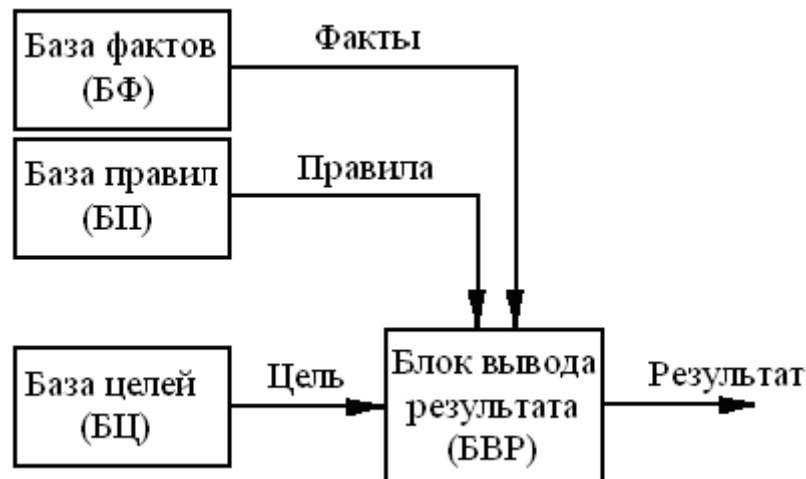 База фактов
(БФ)
Факты
База правил
(БП)
Правила
База целей
(БЦ)
Цель
Блок вывода
результата
(БВР)
Результат